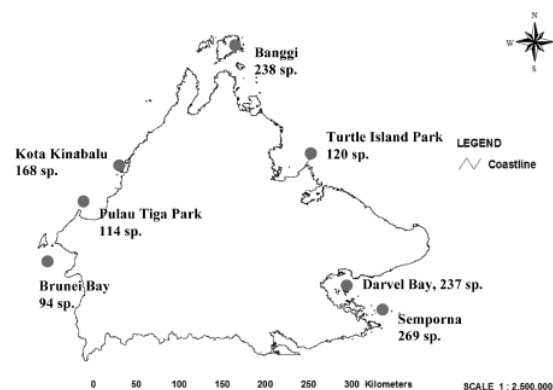 N
W
E
S
Banggi
238 sp.
Turtle Island Park
120 sp.
LEGEND
Coastline
Kota Kinabalu
168 sp.
Pulau Tiga Park
114 sp.
Brunei Bay
94 sp.
Darvel Bay, 237 sp.
Semporna
269 sp.
0 50 100 150 200 250 300 Kilometers
SCALE 1 : 2,500,000